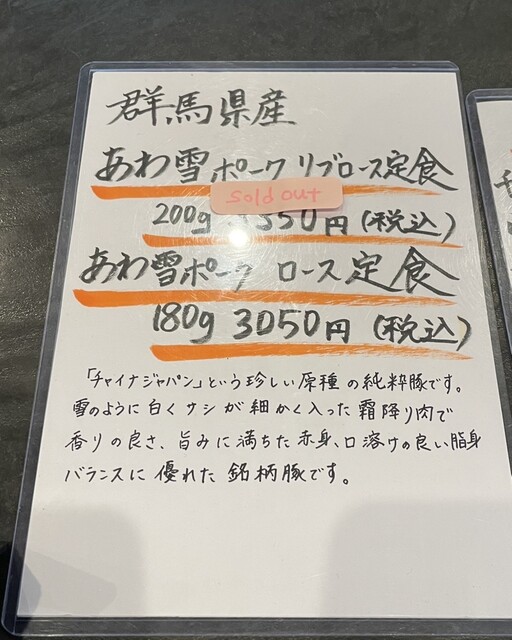 群馬県産
あわ雪ポーク リブロース定食
sold out
200g 3350円(税込)
あわ雪ポーク ロース定食
180g 3050円(税込)
「チャイナジャパン」という珍しい原種の純粋豚です。
雪のように白くサシが細かく入った霜降り肉で
香りの良さ、旨みに満ちた赤身、口溶けの良い脂身
バランスに優れた銘柄豚です。